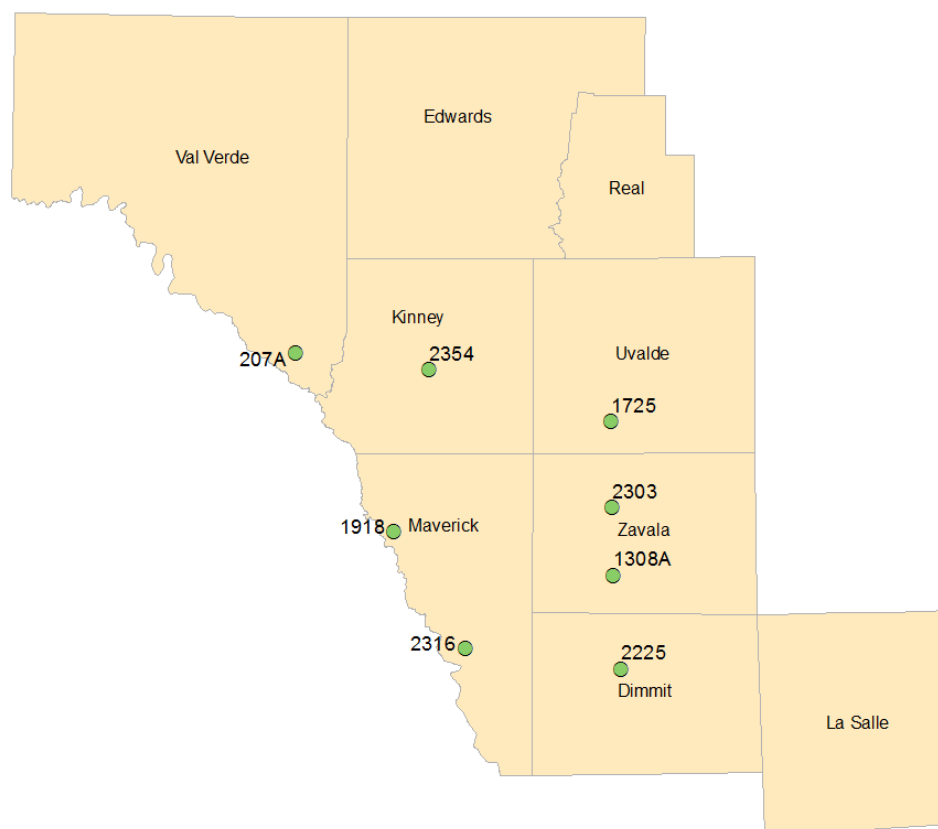 Edwards
Val Verde
Real
Kinney
2354
207A
Uvalde
1725
2303
Zavala
1918
Maverick
1308A
2316
2225
Dimmit
La Salle